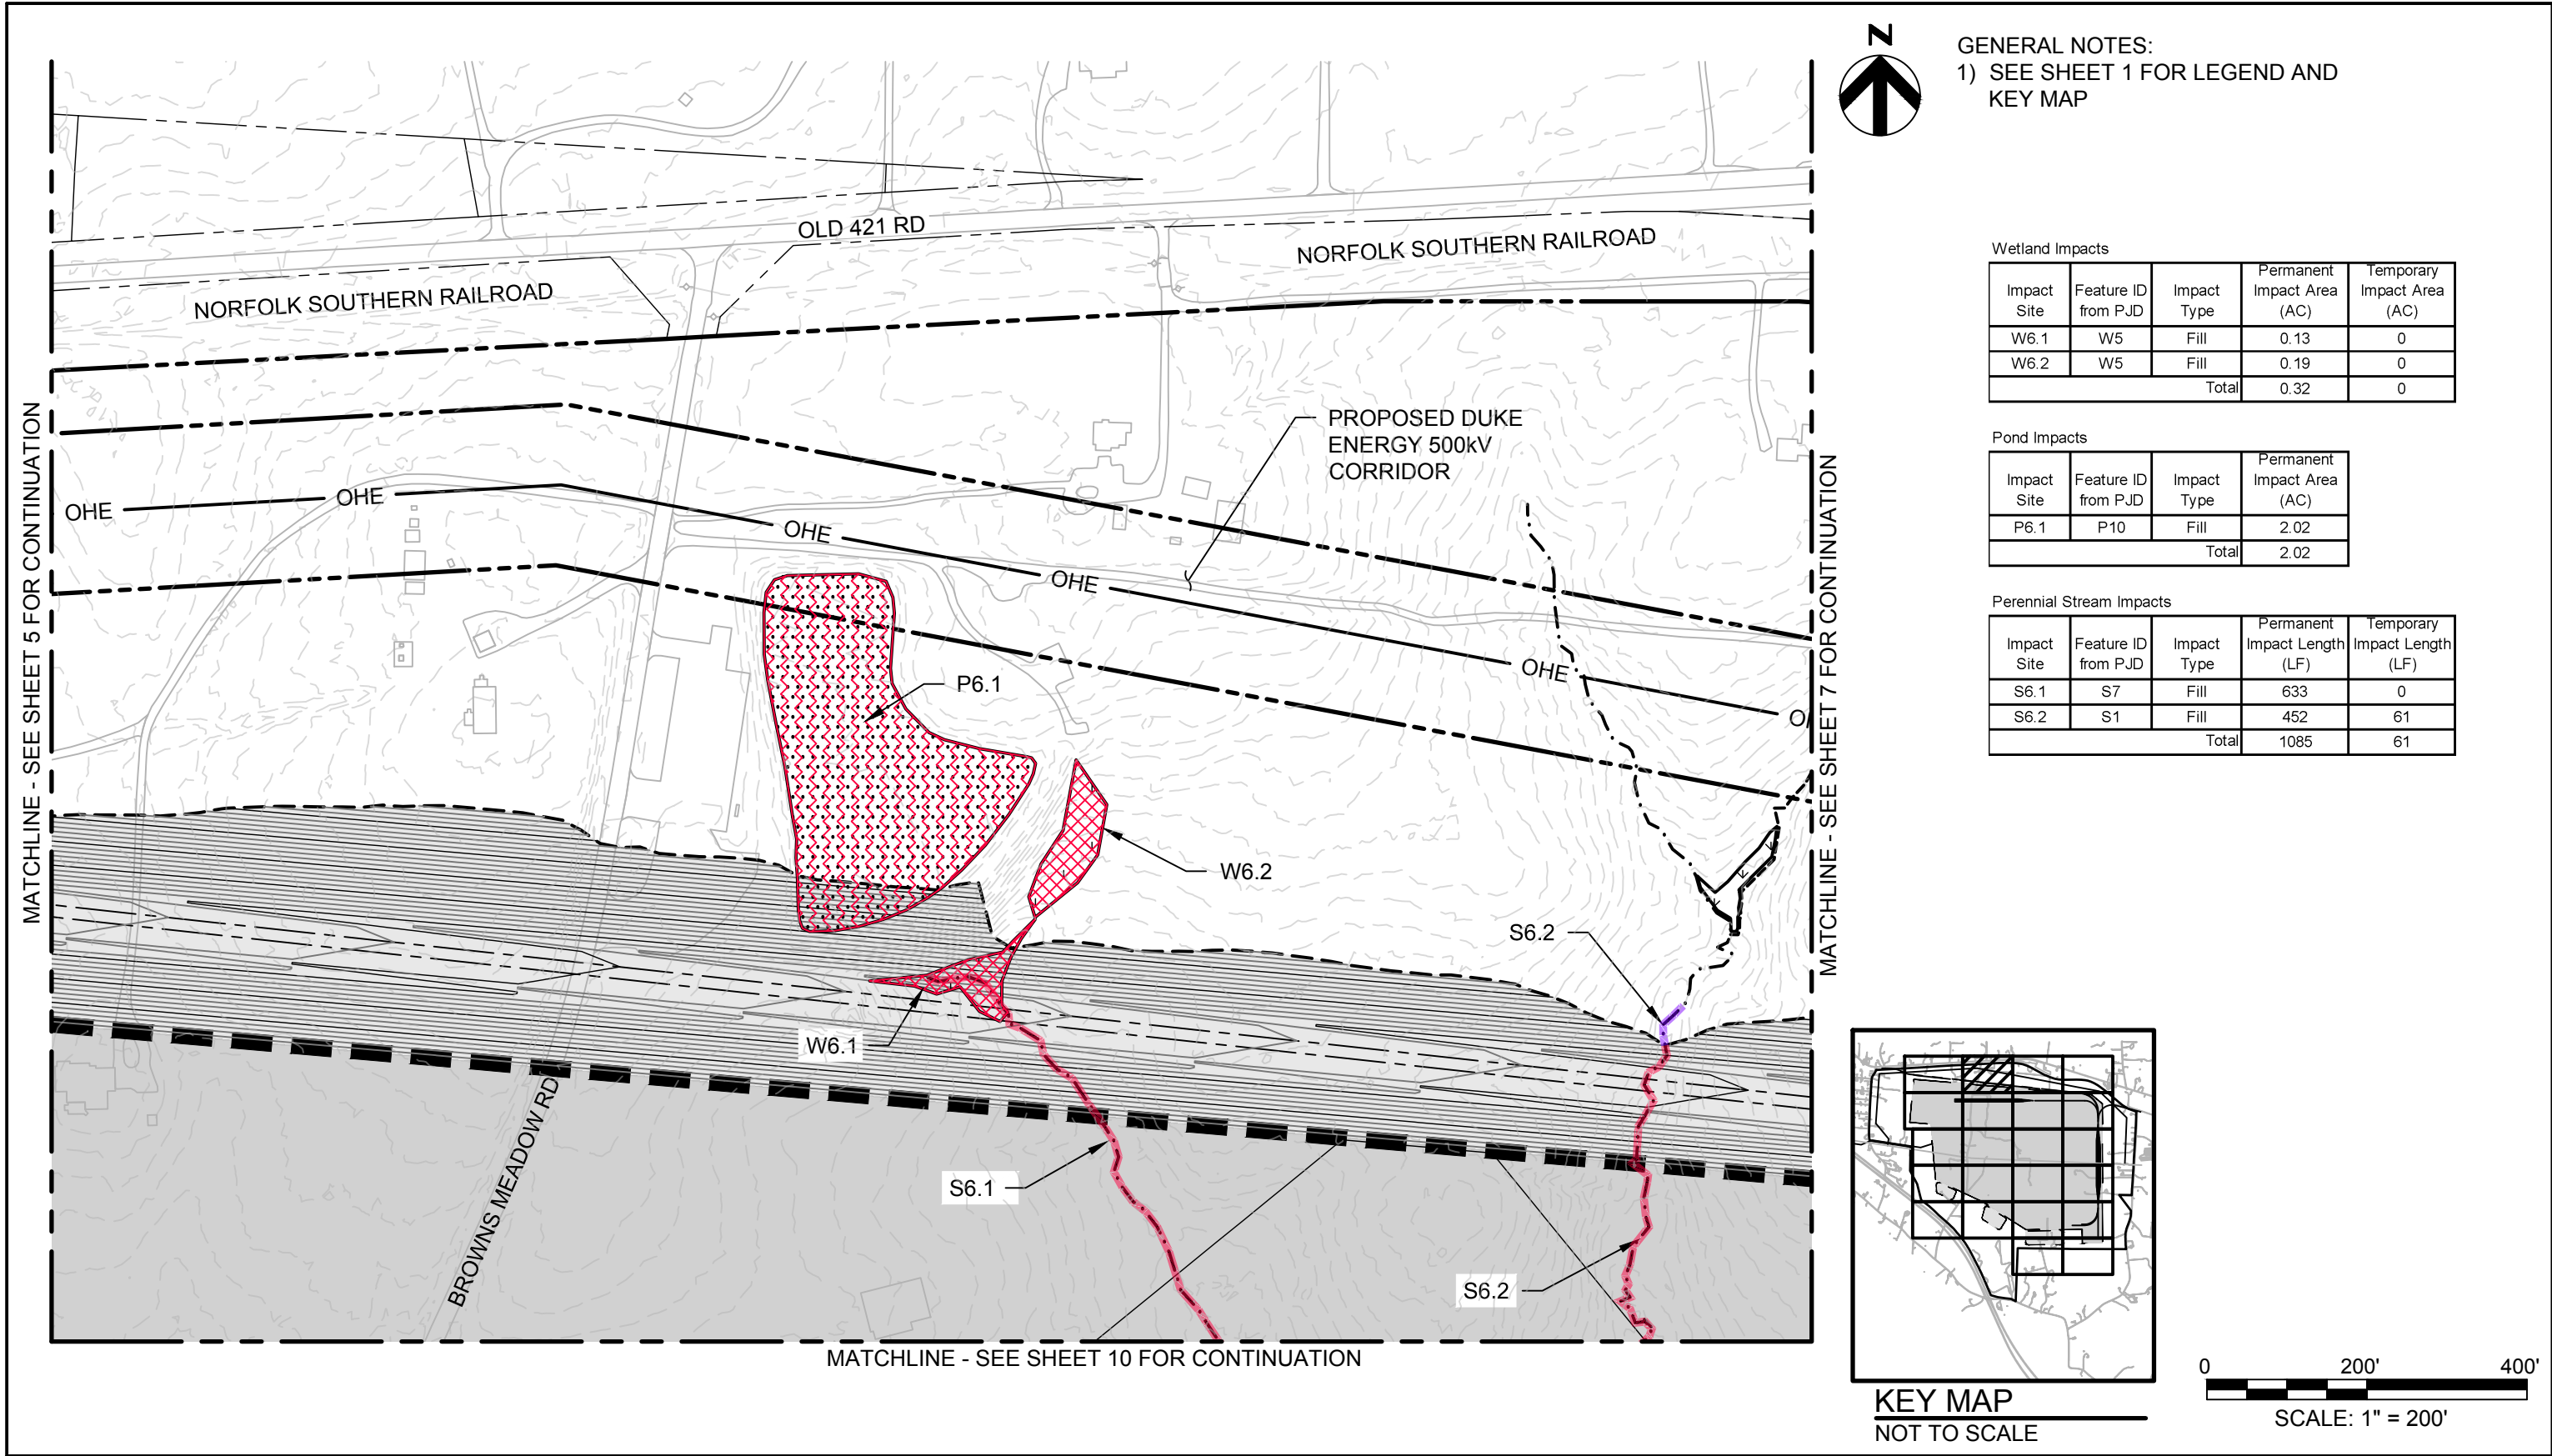 N
GENERAL NOTES:
1) SEE SHEET 1 FOR LEGEND AND
KEY MAP
OLD 421 RD
NORFOLK SOUTHERN RAILROAD
NORFOLK SOUTHERN RAILROAD
PROPOSED DUKE
ENERGY 500kV
CORRIDOR
OHE
OHE
OHE
OHE
OHE
P6.1
W6.2
W6.1
S6.2
S6.1
S6.2
BROWNS MEADOW RD
MATCHLINE - SEE SHEET 5 FOR CONTINUATION
MATCHLINE - SEE SHEET 7 FOR CONTINUATION
MATCHLINE - SEE SHEET 10 FOR CONTINUATION
Wetland Impacts
Impact Site Feature ID from PJD Impact Type Permanent Impact Area (AC) Temporary Impact Area (AC)
W6.1 W5 Fill 0.13 0
W6.2 W5 Fill 0.19 0
Total 0.32 0
Pond Impacts
Impact Site Feature ID from PJD Impact Type Permanent Impact Area (AC)
P6.1 P10 Fill 2.02
Total 2.02
Perennial Stream Impacts
Impact Site Feature ID from PJD Impact Type Permanent Impact Length (LF) Temporary Impact Length (LF)
S6.1 S7 Fill 633 0
S6.2 S1 Fill 452 61
Total 1085 61
KEY MAP
NOT TO SCALE
0 200' 400'
SCALE: 1" = 200'